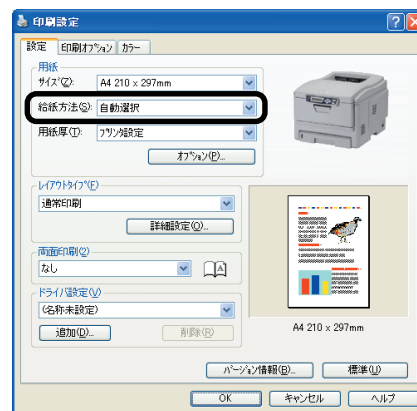 印刷設定
設定 印刷オプション カラー
用紙
サイズ(Z): A4 210 x 297mm
給紙方法(S): 自動選択
用紙厚(T): プリンタ設定
オプション(P)...
レイアウトタイプ(F)
通常印刷
詳細設定(O)...
両面印刷(2)
なし
ドライバ設定(V)
(名称未設定)
追加(D)... 削除(R)
A4 210 x 297mm
バージョン情報(B)... 標準(U)
OK キャンセル ヘルプ